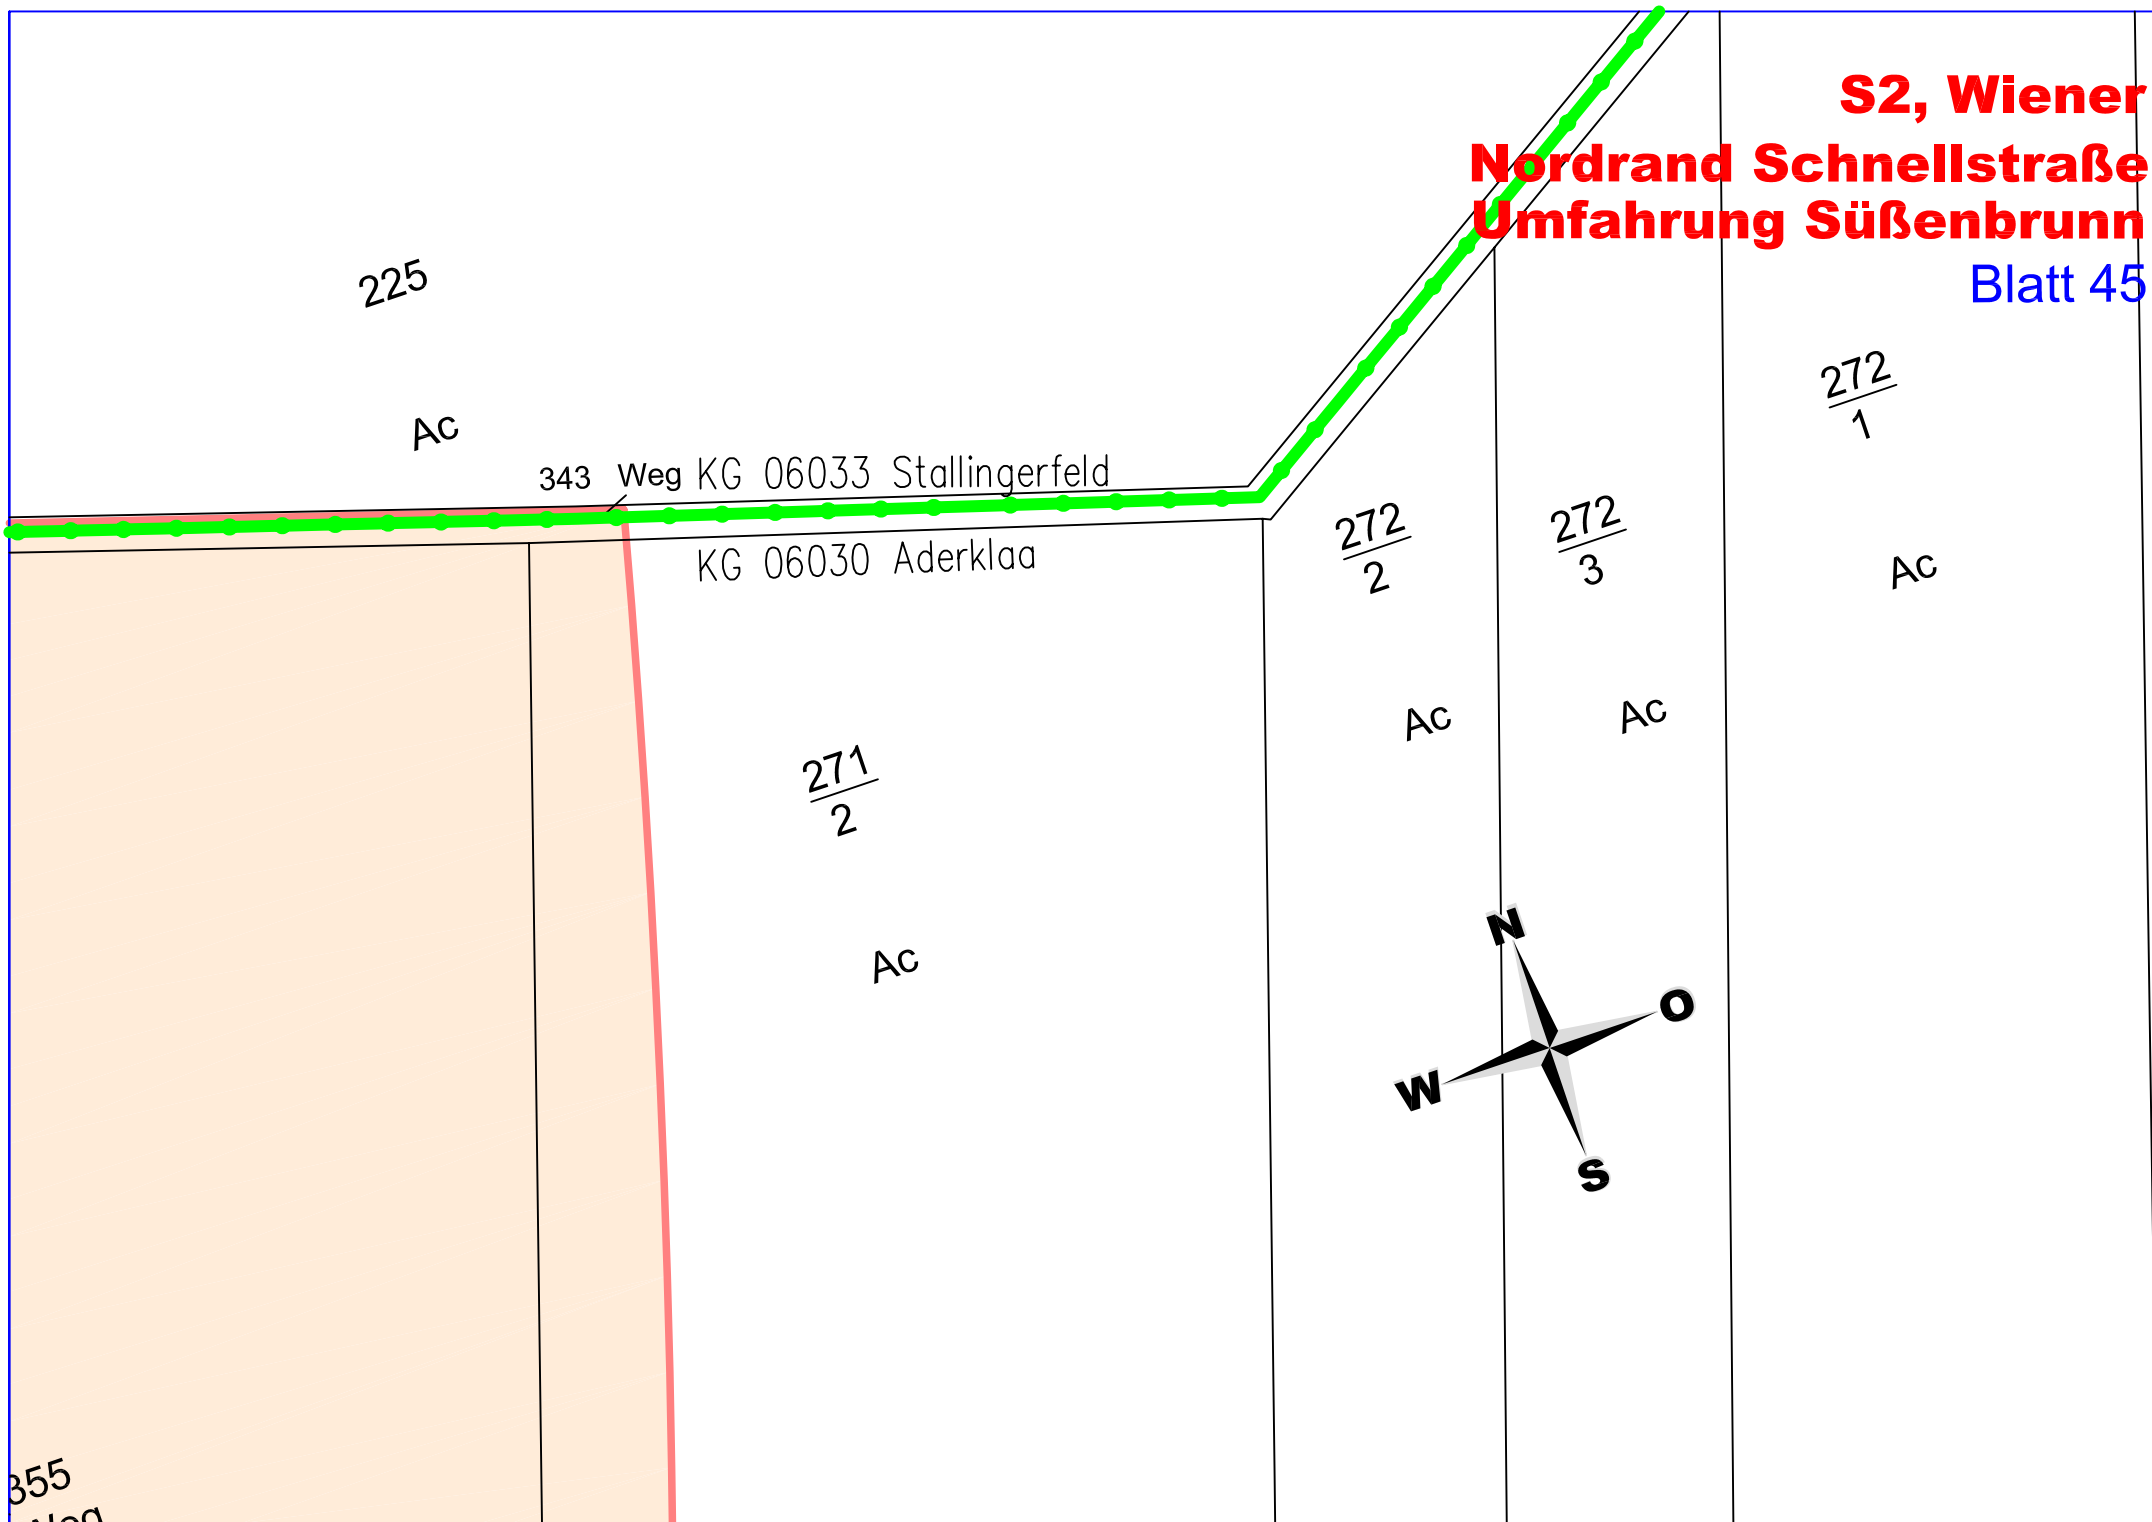 S2, Wiener
Nordrand Schnellstraße
Umfahrung Süßenbrunn
Blatt 45
225
Ac
343 Weg KG 06033 Stallingerfeld
KG 06030 Aderklaa
272
1
272
2
272
3
Ac
Ac
Ac
271
2
Ac
N
O
W
S
355
Weg